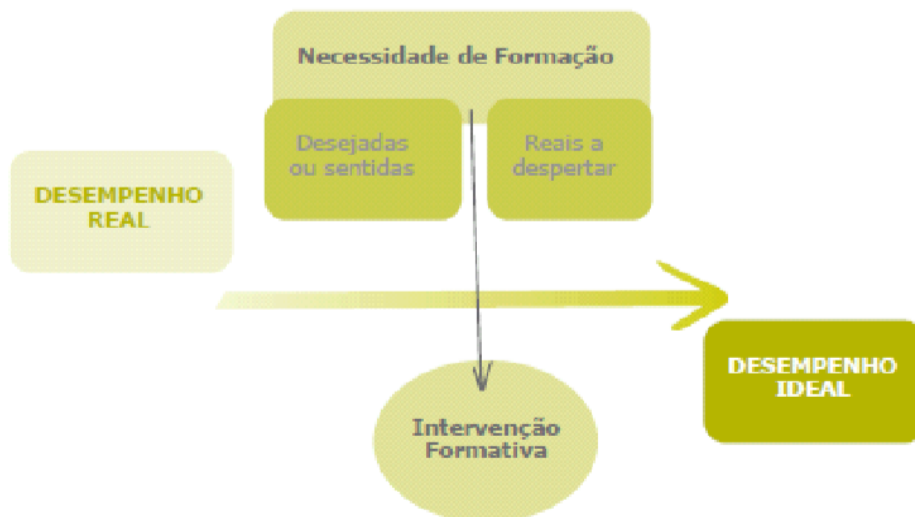 Necessidade de Formação
Desejadas
ou sentidas
Reais a
despertar
DESEMPENHO
REAL
DESEMPENHO
IDEAL
Intervenção
Formativa